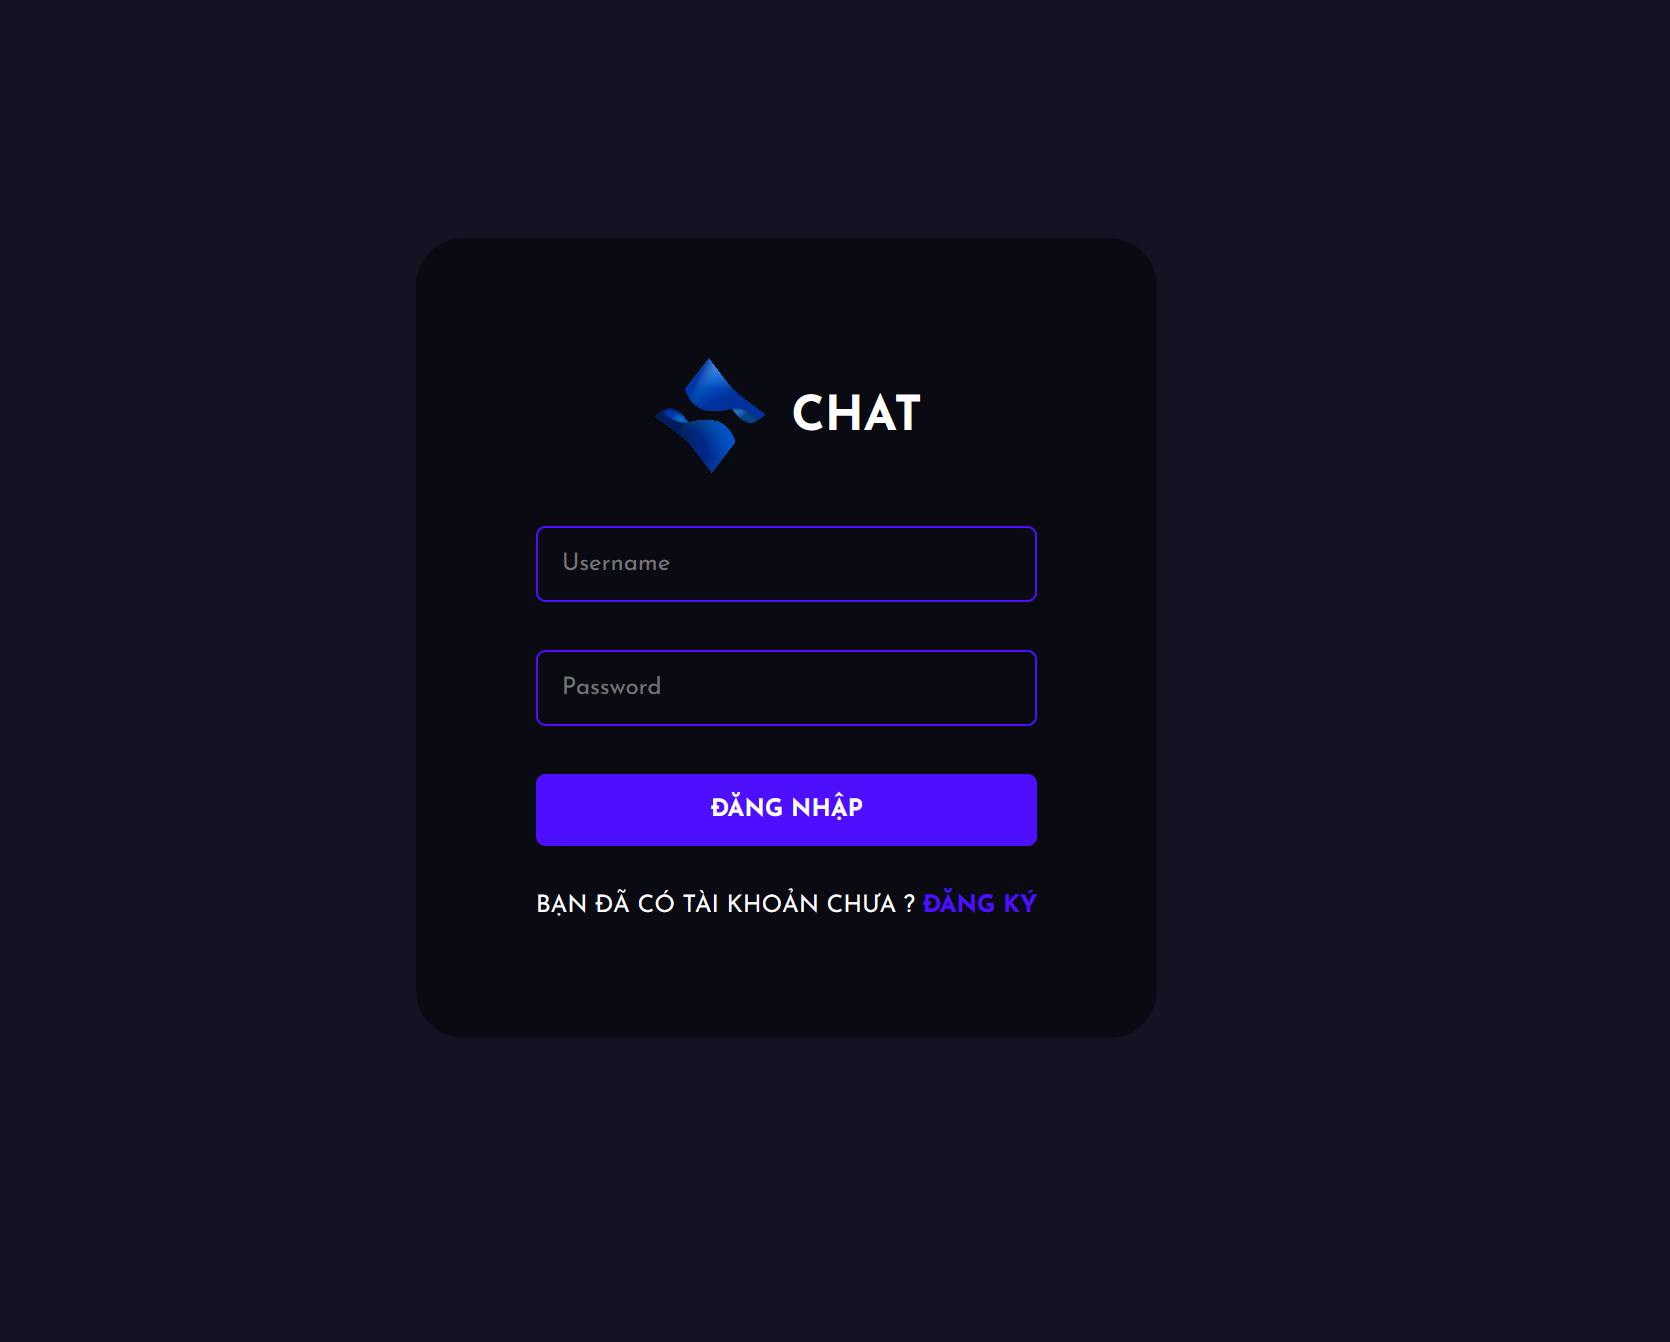 CHAT
Username
Password
ĐĂNG NHẬP
BẠN ĐÃ CÓ TÀI KHOẢN CHƯA ? ĐĂNG KÝ